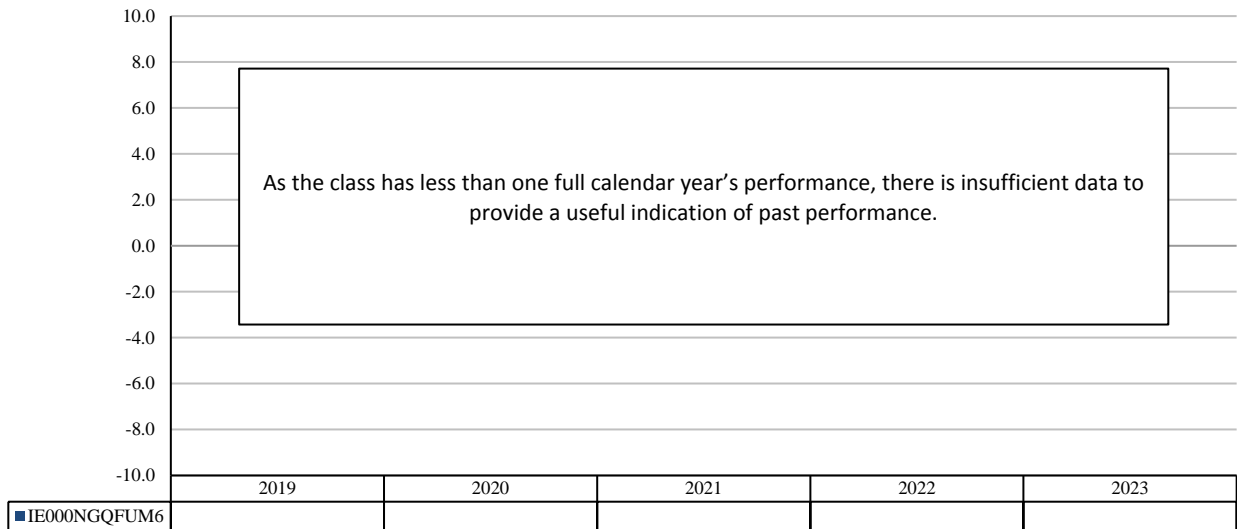 10.0
8.0
6.0
4.0
2.0
0.0
-2.0
-4.0
-6.0
-8.0
-10.0
As the class has less than one full calendar year’s performance, there is insufficient data to
provide a useful indication of past performance.
2019 2020 2021 2022 2023
IE000NGQFUM6